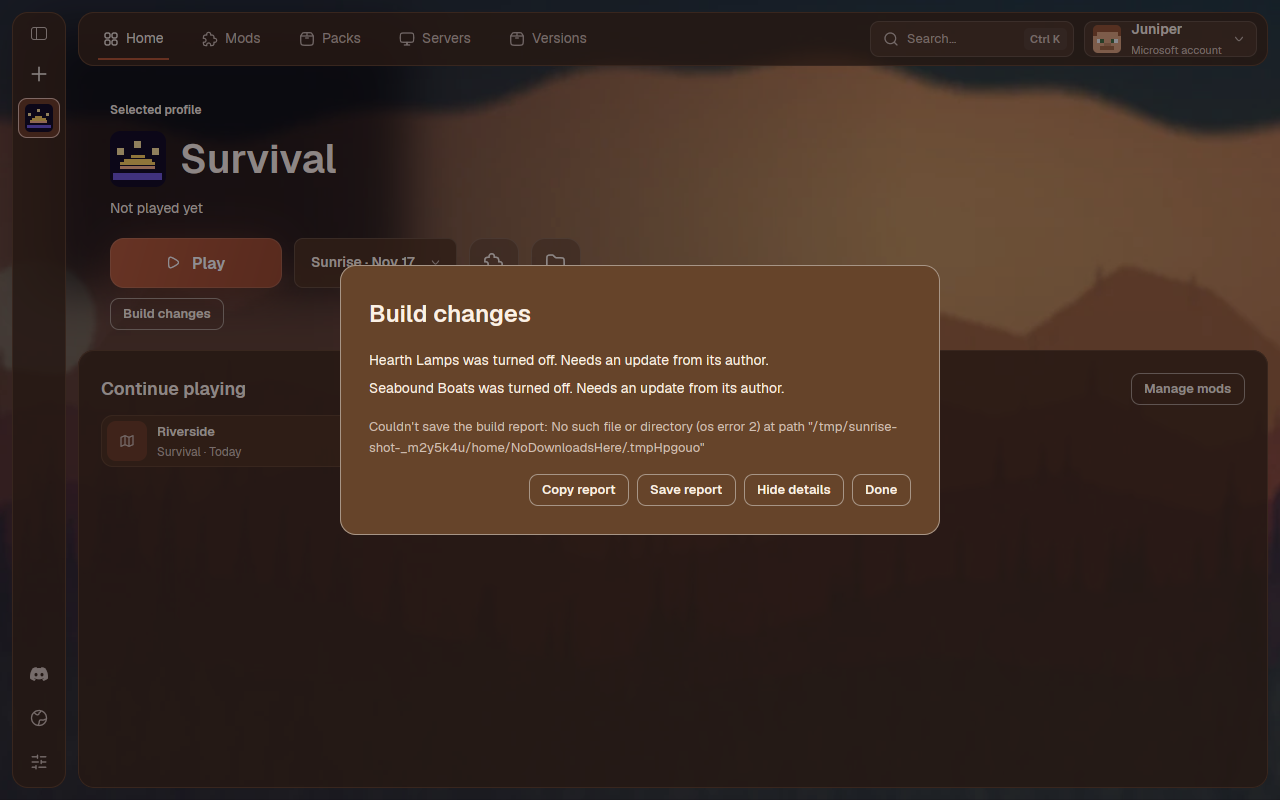 Home
Mods
Packs
Servers
Versions
Search...
Ctrl K
Juniper
Microsoft account
Selected profile
Survival
Not played yet
Play
Sunrise · Nov 17
Build changes
Build changes
Hearth Lamps was turned off. Needs an update from its author.
Seabound Boats was turned off. Needs an update from its author.
Couldn't save the build report: No such file or directory (os error 2) at path "/tmp/sunrise-
shot-_m2y5k4u/home/NoDownloadsHere/.tmpHpgouo"
Copy report
Save report
Hide details
Done
Continue playing
Manage mods
Riverside
Survival · Today